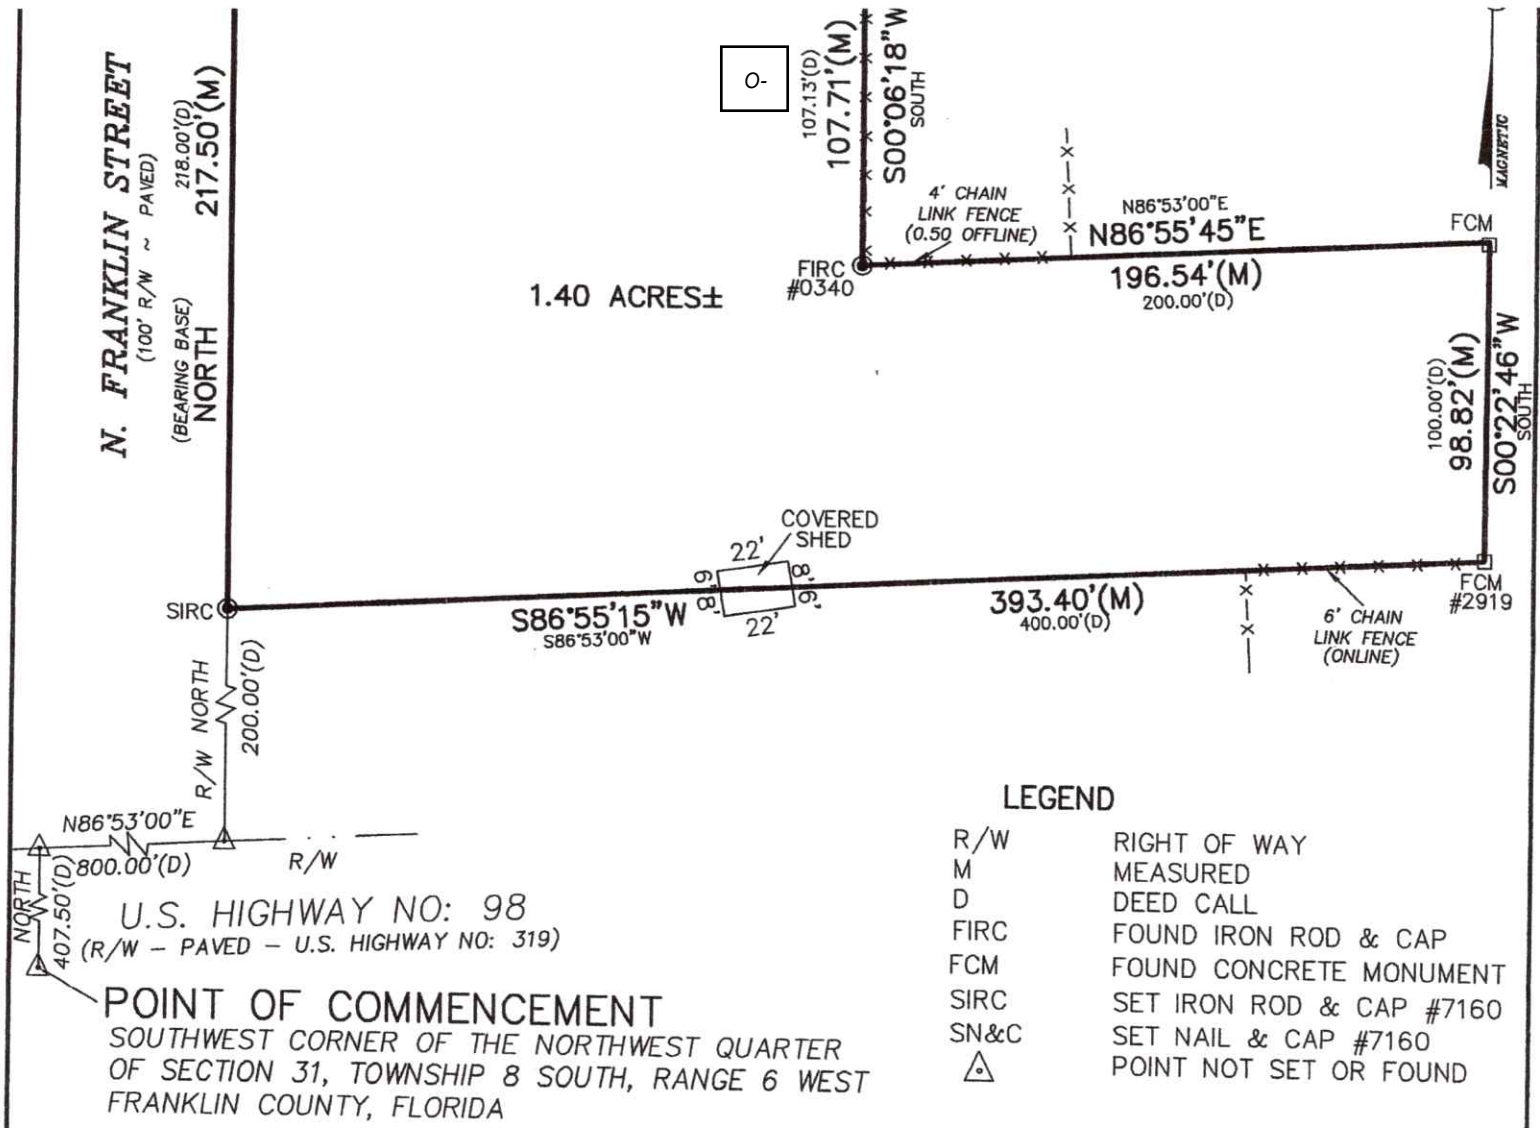 N. FRANKLIN STREET
(100' R/W ~ PAVED)
218.00'(D)
217.50'(M)
(BEARING BASE)
NORTH
O-
107.13'(D)
107.71'(M)
S00°06'18"W
SOUTH
MAGNETIC
4' CHAIN
LINK FENCE
(0.50 OFFLINE)
N86°53'00"E
N86°55'45"E
196.54'(M)
200.00'(D)
FCM
FIRC
#0340
1.40 ACRES±
100.00'(D)
98.82'(M)
S00°22'46"W
SOUTH
COVERED
SHED
22'
9'8'
8'6'
22'
SIRC
S86°55'15"W
S86°53'00"W
393.40'(M)
400.00'(D)
FCM
#2919
6' CHAIN
LINK FENCE
(ONLINE)
R/W NORTH
200.00'(D)
N86°53'00"E
800.00'(D)
R/W
NORTH
407.50'(D)
U.S. HIGHWAY NO: 98
(R/W - PAVED - U.S. HIGHWAY NO: 319)
POINT OF COMMENCEMENT
SOUTHWEST CORNER OF THE NORTHWEST QUARTER
OF SECTION 31, TOWNSHIP 8 SOUTH, RANGE 6 WEST
FRANKLIN COUNTY, FLORIDA
LEGEND
R/W RIGHT OF WAY
M MEASURED
D DEED CALL
FIRC FOUND IRON ROD & CAP
FCM FOUND CONCRETE MONUMENT
SIRC SET IRON ROD & CAP #7160
SN&C SET NAIL & CAP #7160
POINT NOT SET OR FOUND